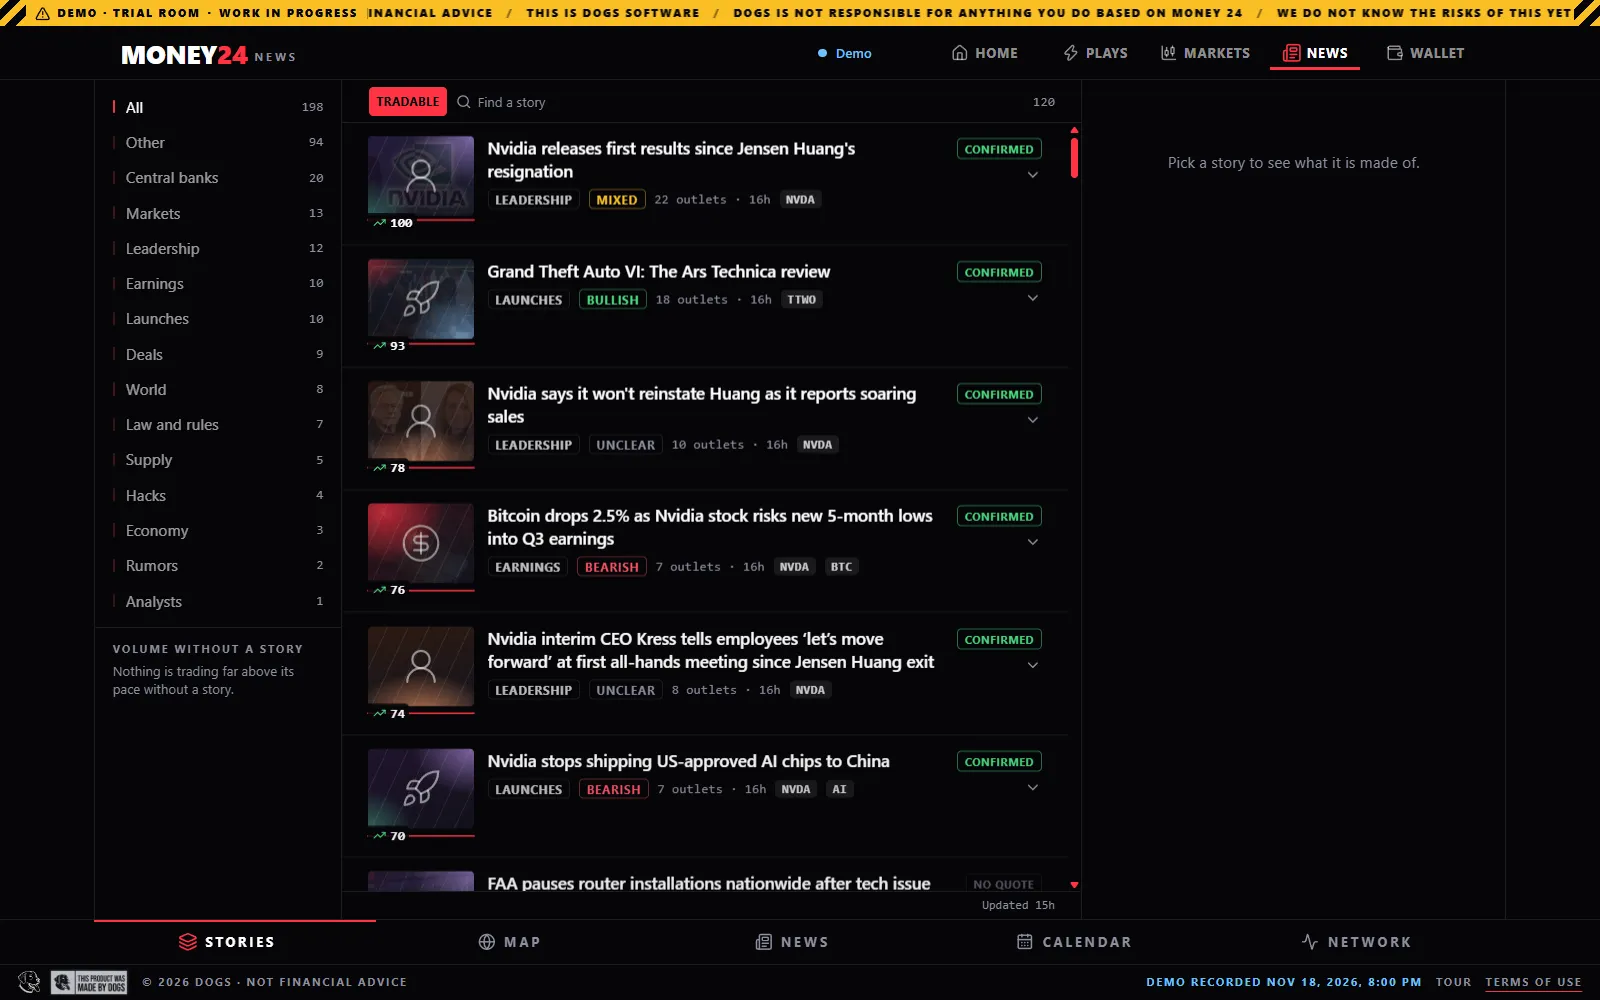 DEMO · TRIAL ROOM · WORK IN PROGRESS
INANCIAL ADVICE / THIS IS DOGS SOFTWARE / DOGS IS NOT RESPONSIBLE FOR ANYTHING YOU DO BASED ON MONEY 24 / WE DO NOT KNOW THE RISKS OF THIS YET
MONEY24 NEWS
Demo
HOME
PLAYS
MARKETS
NEWS
WALLET
All 198
Other 94
Central banks 20
Markets 13
Leadership 12
Earnings 10
Launches 10
Deals 9
World 8
Law and rules 7
Supply 5
Hacks 4
Economy 3
Rumors 2
Analysts 1
VOLUME WITHOUT A STORY
Nothing is trading far above its
pace without a story.
TRADABLE Find a story 120
Nvidia releases first results since Jensen Huang's
resignation
CONFIRMED
LEADERSHIP MIXED 22 outlets · 16h NVDA
NVIDIA
100
Grand Theft Auto VI: The Ars Technica review
CONFIRMED
LAUNCHES BULLISH 18 outlets · 16h TTWO
93
Nvidia says it won't reinstate Huang as it reports soaring
sales
CONFIRMED
LEADERSHIP UNCLEAR 10 outlets · 16h NVDA
78
Bitcoin drops 2.5% as Nvidia stock risks new 5-month lows
into Q3 earnings
CONFIRMED
EARNINGS BEARISH 7 outlets · 16h NVDA BTC
76
Nvidia interim CEO Kress tells employees ‘let’s move
forward’ at first all-hands meeting since Jensen Huang exit
CONFIRMED
LEADERSHIP UNCLEAR 8 outlets · 16h NVDA
74
Nvidia stops shipping US-approved AI chips to China
CONFIRMED
LAUNCHES BEARISH 7 outlets · 16h NVDA AI
70
FAA pauses router installations nationwide after tech issue
NO QUOTE
Updated 15h
Pick a story to see what it is made of.
STORIES
MAP
NEWS
CALENDAR
NETWORK
THIS PRODUCT WAS
MADE BY DOGS
© 2026 DOGS · NOT FINANCIAL ADVICE
DEMO RECORDED NOV 18, 2026, 8:00 PM
TOUR
TERMS OF USE